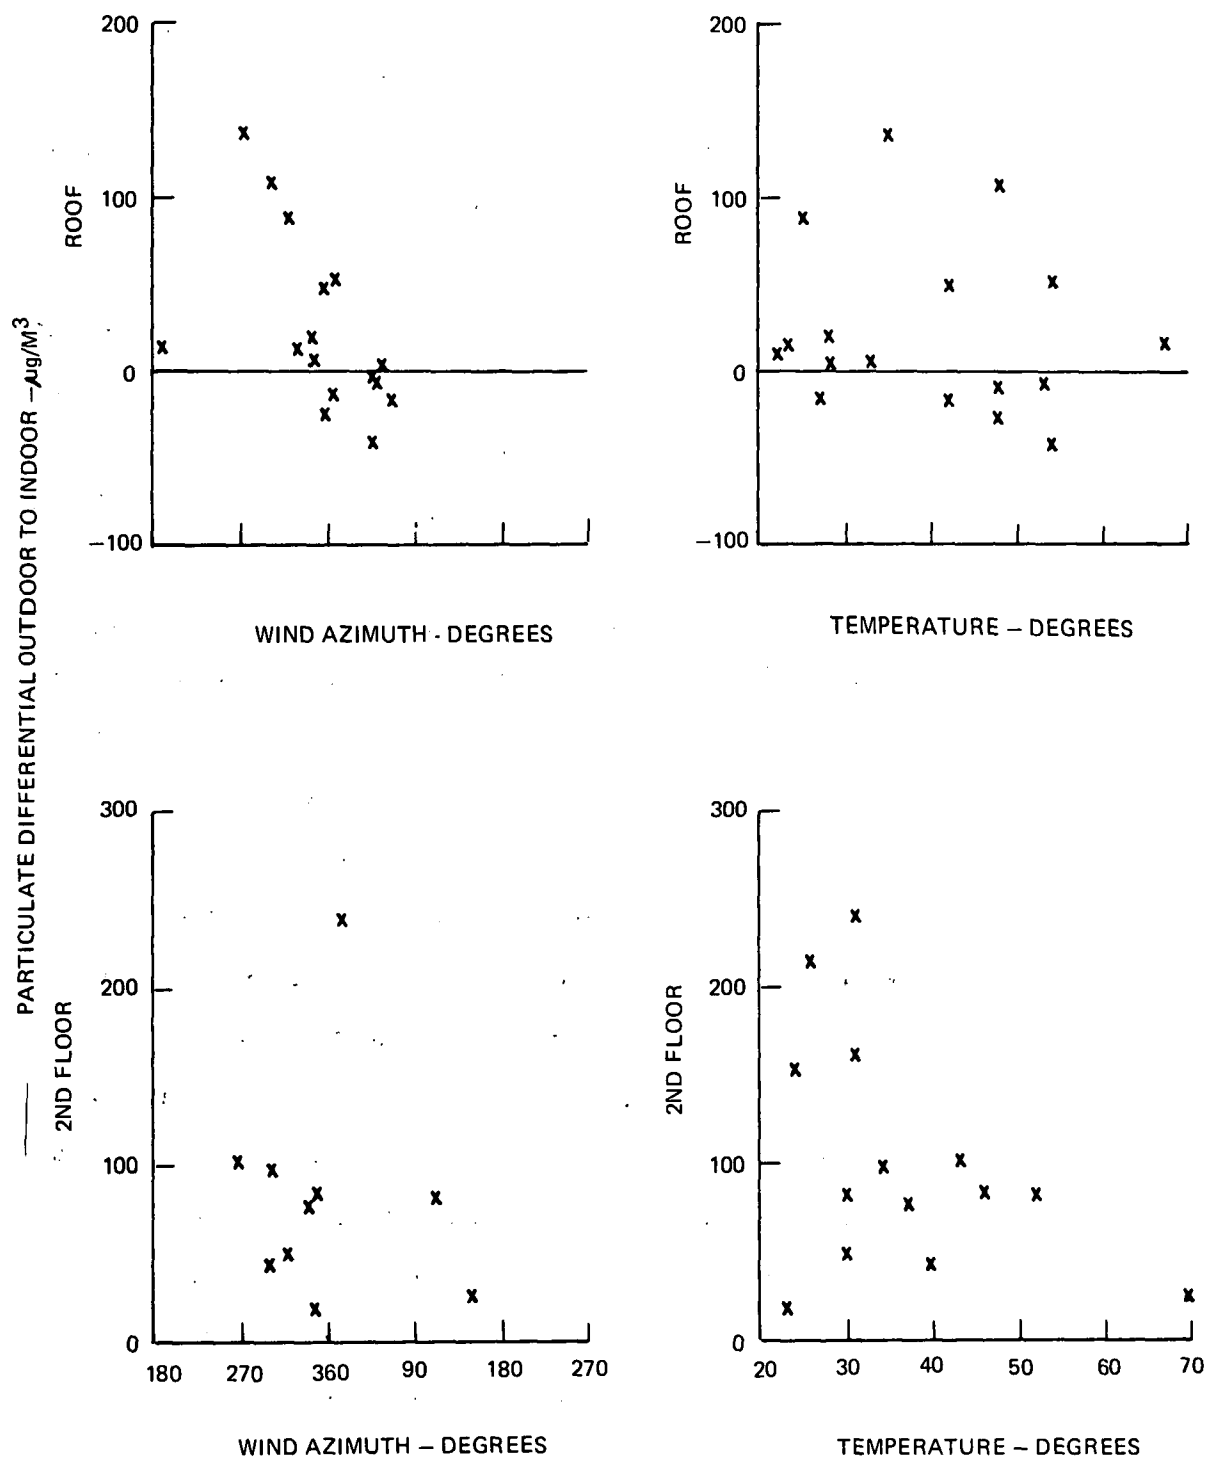 PARTICULATE DIFFERENTIAL OUTDOOR TO INDOOR – µg/M³
200
100
0
–100
ROOF
WIND AZIMUTH - DEGREES
200
100
0
–100
ROOF
TEMPERATURE – DEGREES
300
200
100
0
2ND FLOOR
180 270 360 90 180 270
WIND AZIMUTH – DEGREES
300
200
100
0
2ND FLOOR
20 30 40 50 60 70
TEMPERATURE – DEGREES